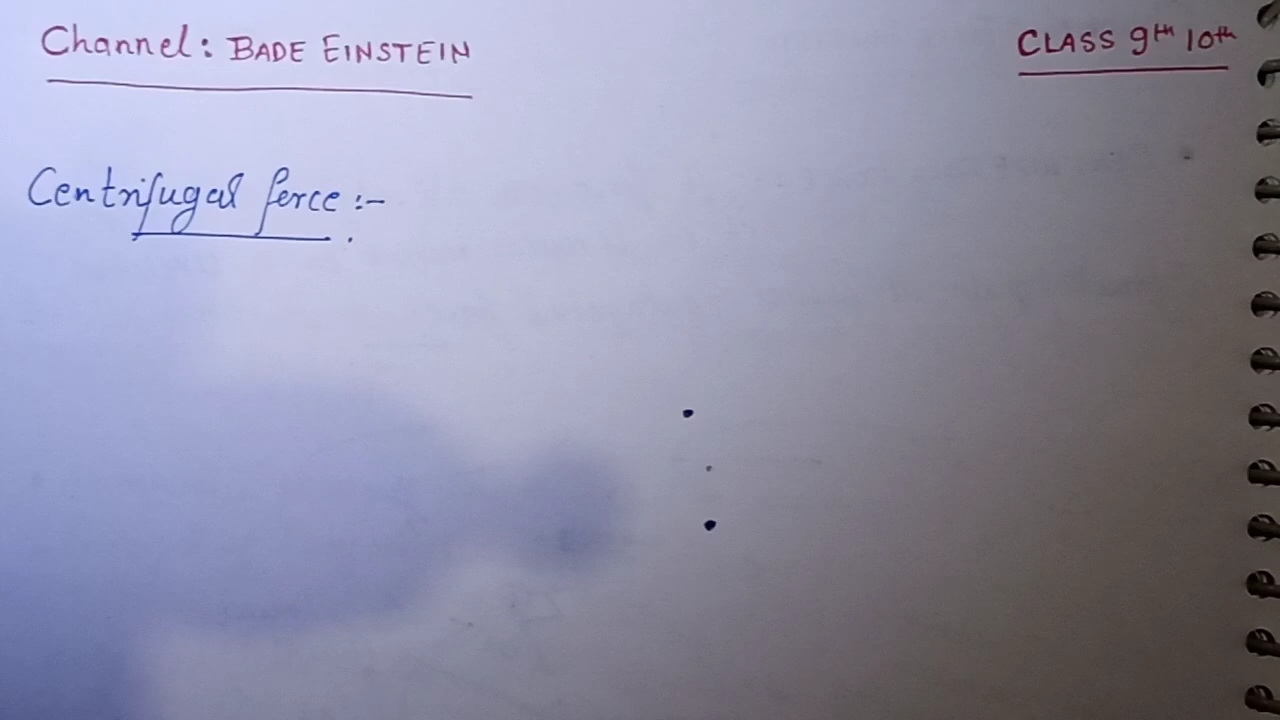 Channel: BADE EINSTEIN
CLASS 9th 10th
Centrifugal force :-